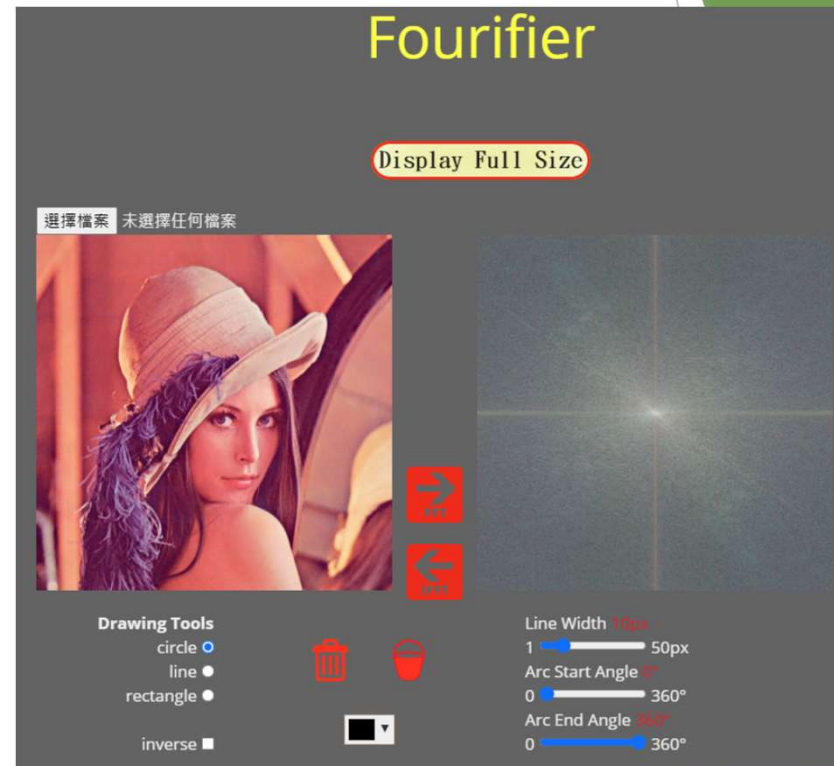 Fourifier
Display Full Size
選擇檔案 未選擇任何檔案
FFT
IFFT
Drawing Tools
circle
line
rectangle
inverse
Line Width 10px
1 50px
Arc Start Angle 0°
0 360°
Arc End Angle 360°
0 360°